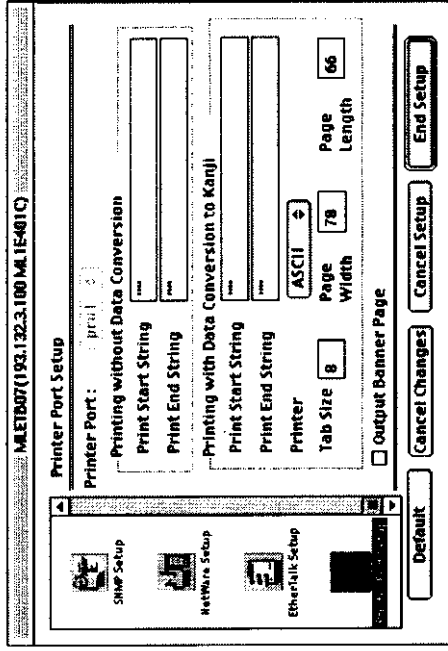 MLETB07(193.132.3.100 ML1E401C)
SNMP Setup
NetWare Setup
EtherTalk Setup
Printer Port Setup
Printer Port: prn1
Printing without Data Conversion
Print Start String ""
Print End String ""
Printing with Data Conversion to Kanji
Print Start String ""
Print End String ""
Printer ASCII
Tab Size 8 Page Width 78 Page Length 66
Output Banner Page
Default Cancel Changes Cancel Setup End Setup